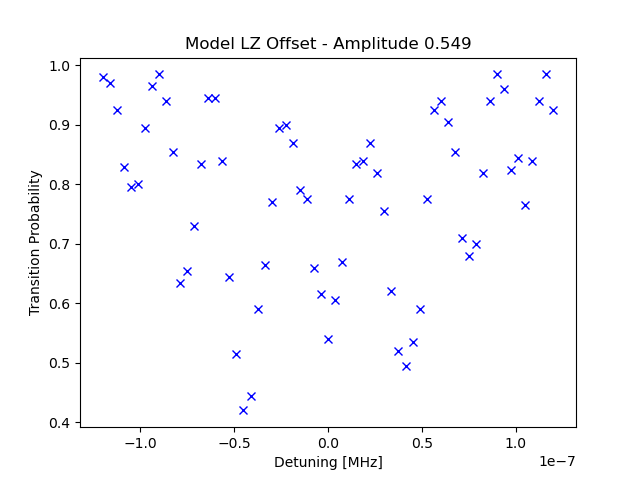 Model LZ Offset - Amplitude 0.549
1.0
0.9
0.8
0.7
0.6
0.5
0.4
Transition Probability
−1.0 −0.5 0.0 0.5 1.0
1e−7
Detuning [MHz]